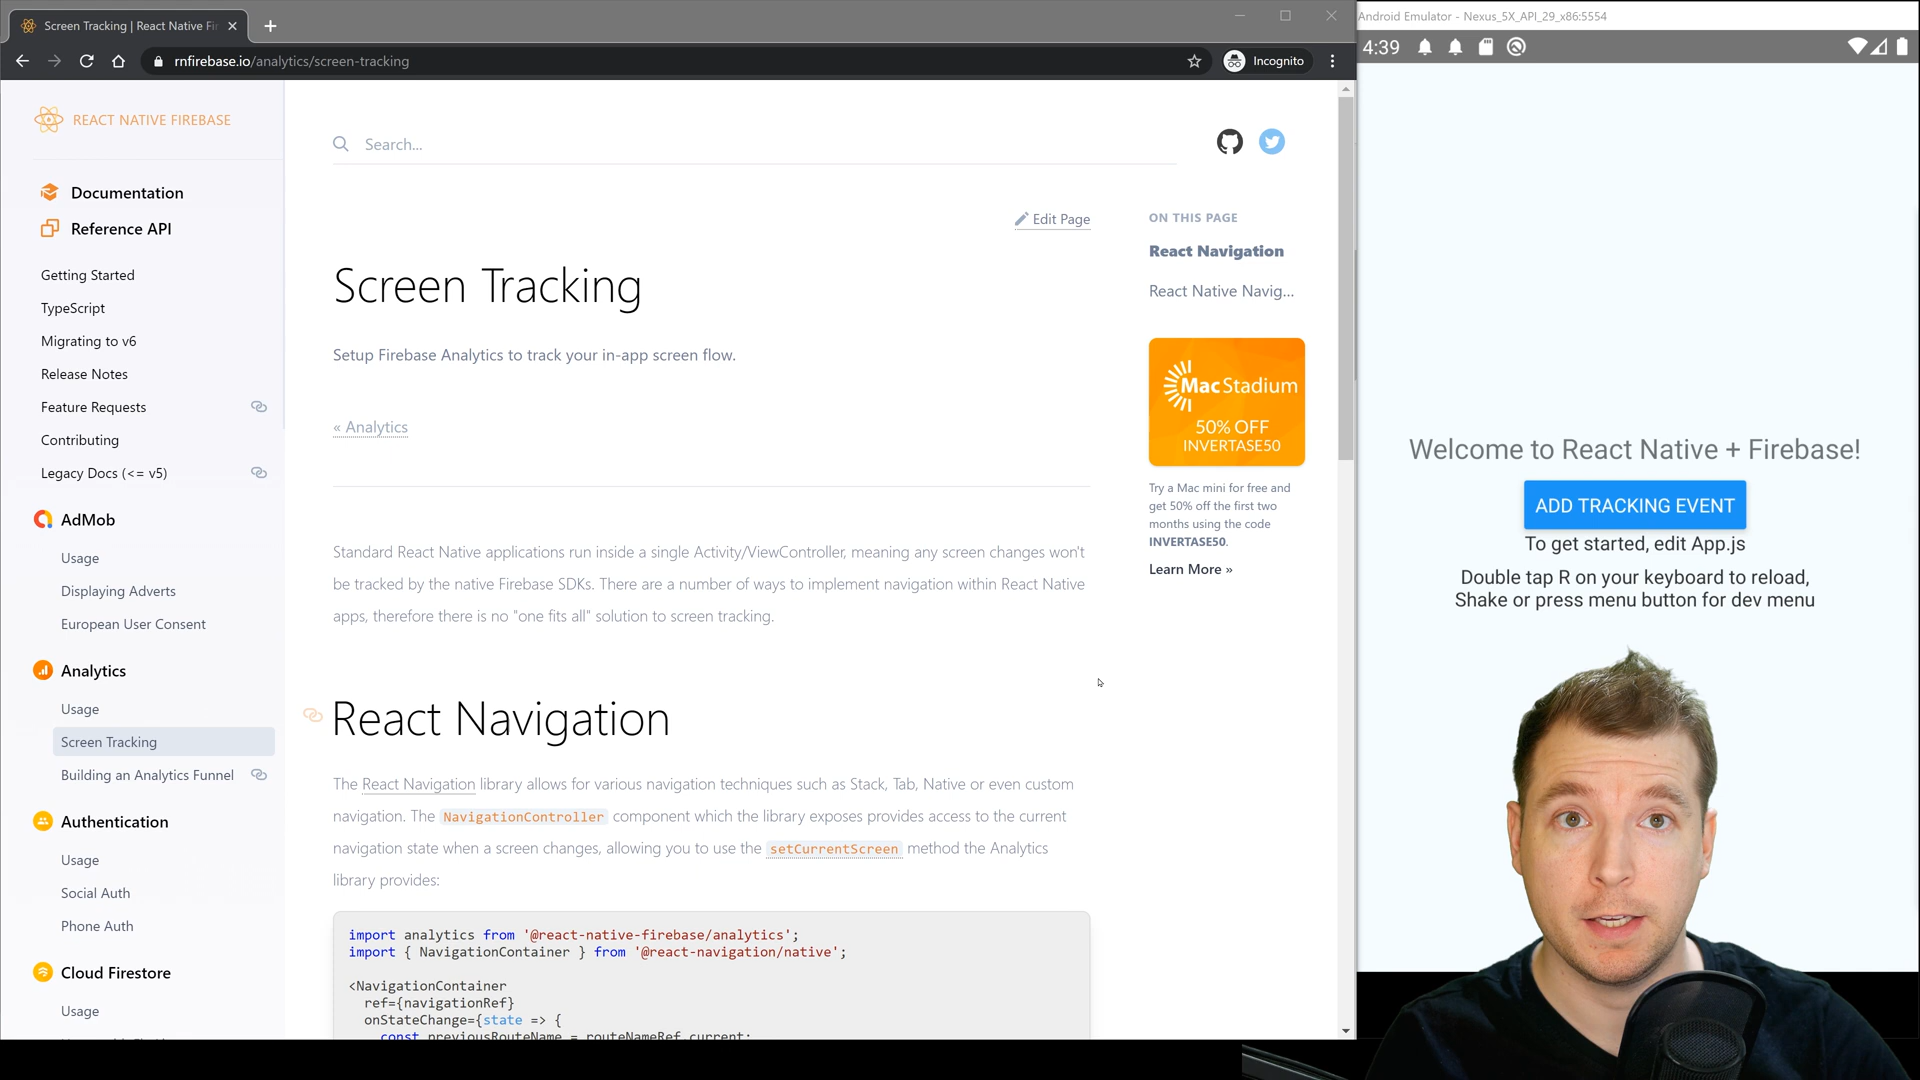 Screen Tracking | React Native Fi
Android Emulator - Nexus_5X_API_29_x86:5554
rnfirebase.io/analytics/screen-tracking
Incognito
4:39
REACT NATIVE FIREBASE
Documentation
Reference API
Getting Started
TypeScript
Migrating to v6
Release Notes
Feature Requests
Contributing
Legacy Docs (<= v5)
AdMob
Usage
Displaying Adverts
European User Consent
Analytics
Usage
Screen Tracking
Building an Analytics Funnel
Authentication
Usage
Social Auth
Phone Auth
Cloud Firestore
Usage
Search...
Edit Page
Screen Tracking
Setup Firebase Analytics to track your in-app screen flow.
« Analytics
Standard React Native applications run inside a single Activity/ViewController, meaning any screen changes won't
be tracked by the native Firebase SDKs. There are a number of ways to implement navigation within React Native
apps, therefore there is no "one fits all" solution to screen tracking.
React Navigation
The React Navigation library allows for various navigation techniques such as Stack, Tab, Native or even custom
navigation. The NavigationController component which the library exposes provides access to the current
navigation state when a screen changes, allowing you to use the setCurrentScreen method the Analytics
library provides:
import analytics from '@react-native-firebase/analytics';
import { NavigationContainer } from '@react-navigation/native';
<NavigationContainer
ref={navigationRef}
onStateChange={state => {
const previousRouteName = routeNameRef.current;
ON THIS PAGE
React Navigation
React Native Navig...
MacStadium
50% OFF
INVERTASE50
Try a Mac mini for free and
get 50% off the first two
months using the code
INVERTASE50.
Learn More »
Welcome to React Native + Firebase!
ADD TRACKING EVENT
To get started, edit App.js
Double tap R on your keyboard to reload,
Shake or press menu button for dev menu